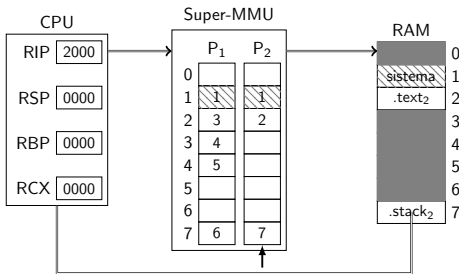 CPU
RIP 2000
RSP 0000
RBP 0000
RCX 0000
Super-MMU
P1 P2
0
1 1 1
2 3 2
3 4
4 5
5
6
7 6 7
RAM
0
sistema 1
.text2 2
3
4
5
6
.stack2 7